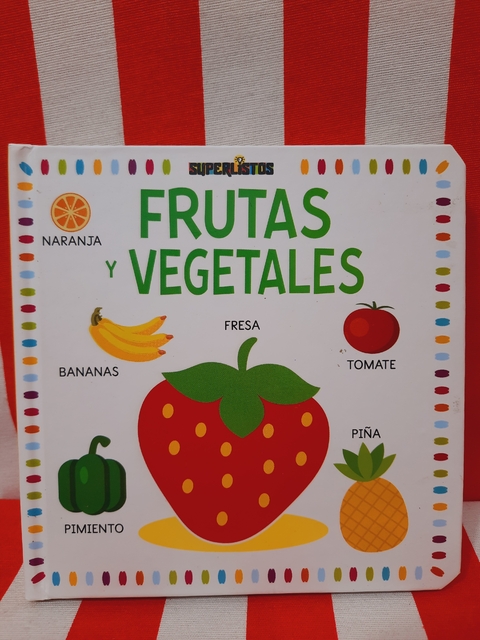 SUPERLISTOS
FRUTAS
Y VEGETALES
NARANJA
FRESA
BANANAS
TOMATE
PIÑA
PIMIENTO